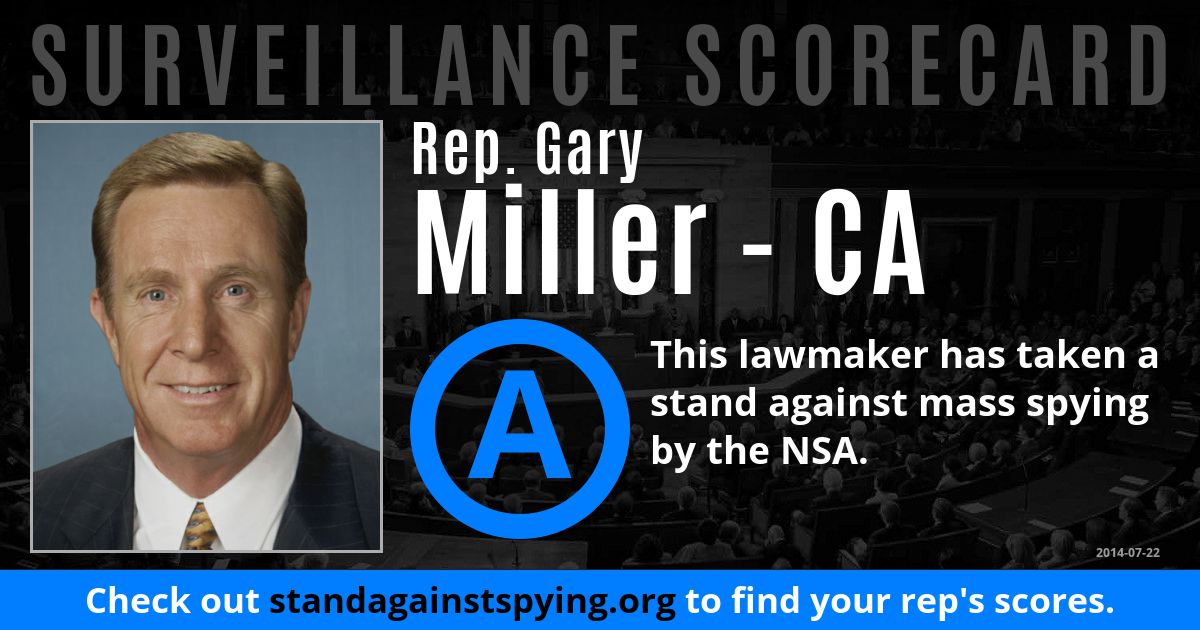 SURVEILLANCE SCORECARD
Rep. Gary
Miller - CA
A
This lawmaker has taken a
stand against mass spying
by the NSA.
2014-07-22
Check out standagainstspying.org to find your rep's scores.